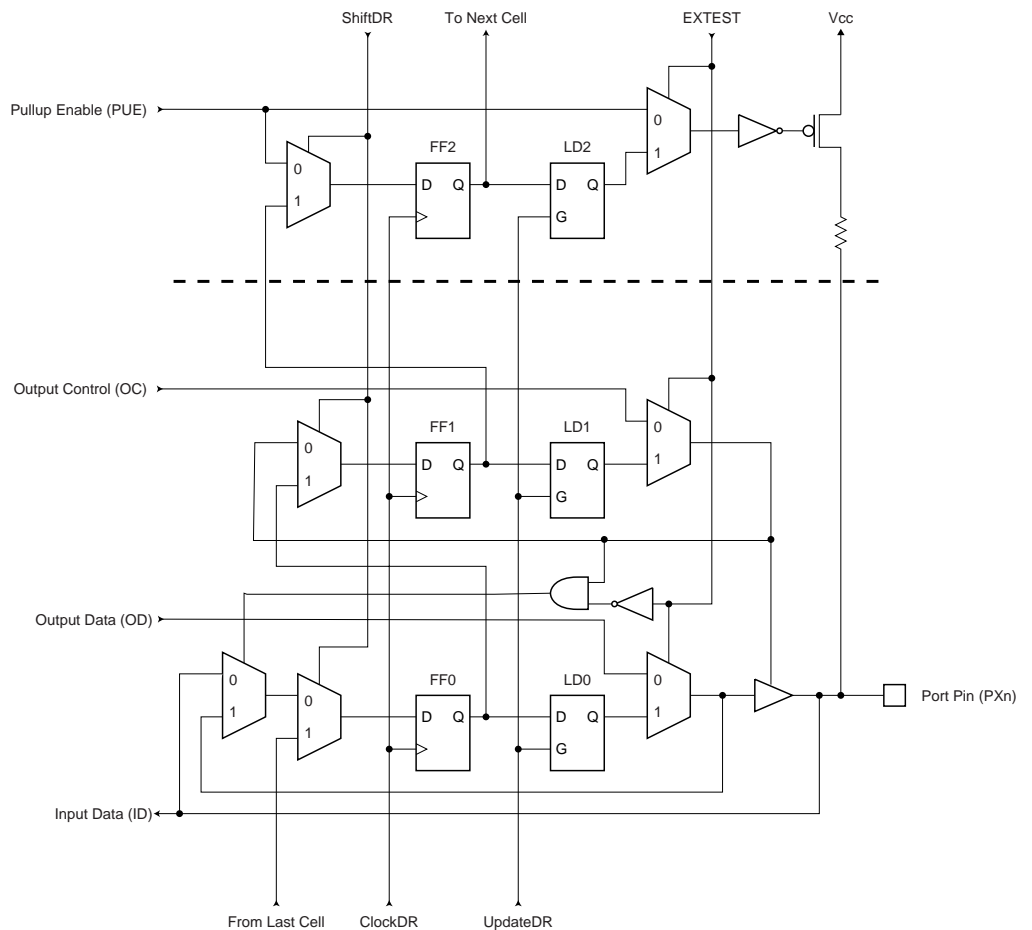 ShiftDR To Next Cell EXTEST Vcc
Pullup Enable (PUE)
0
1
FF2
D Q
LD2
D Q
G
0
1
Output Control (OC)
0
1
FF1
D Q
LD1
D Q
G
0
1
Output Data (OD)
0
1
0
1
FF0
D Q
LD0
D Q
G
0
1
Port Pin (PXn)
Input Data (ID)
From Last Cell ClockDR UpdateDR